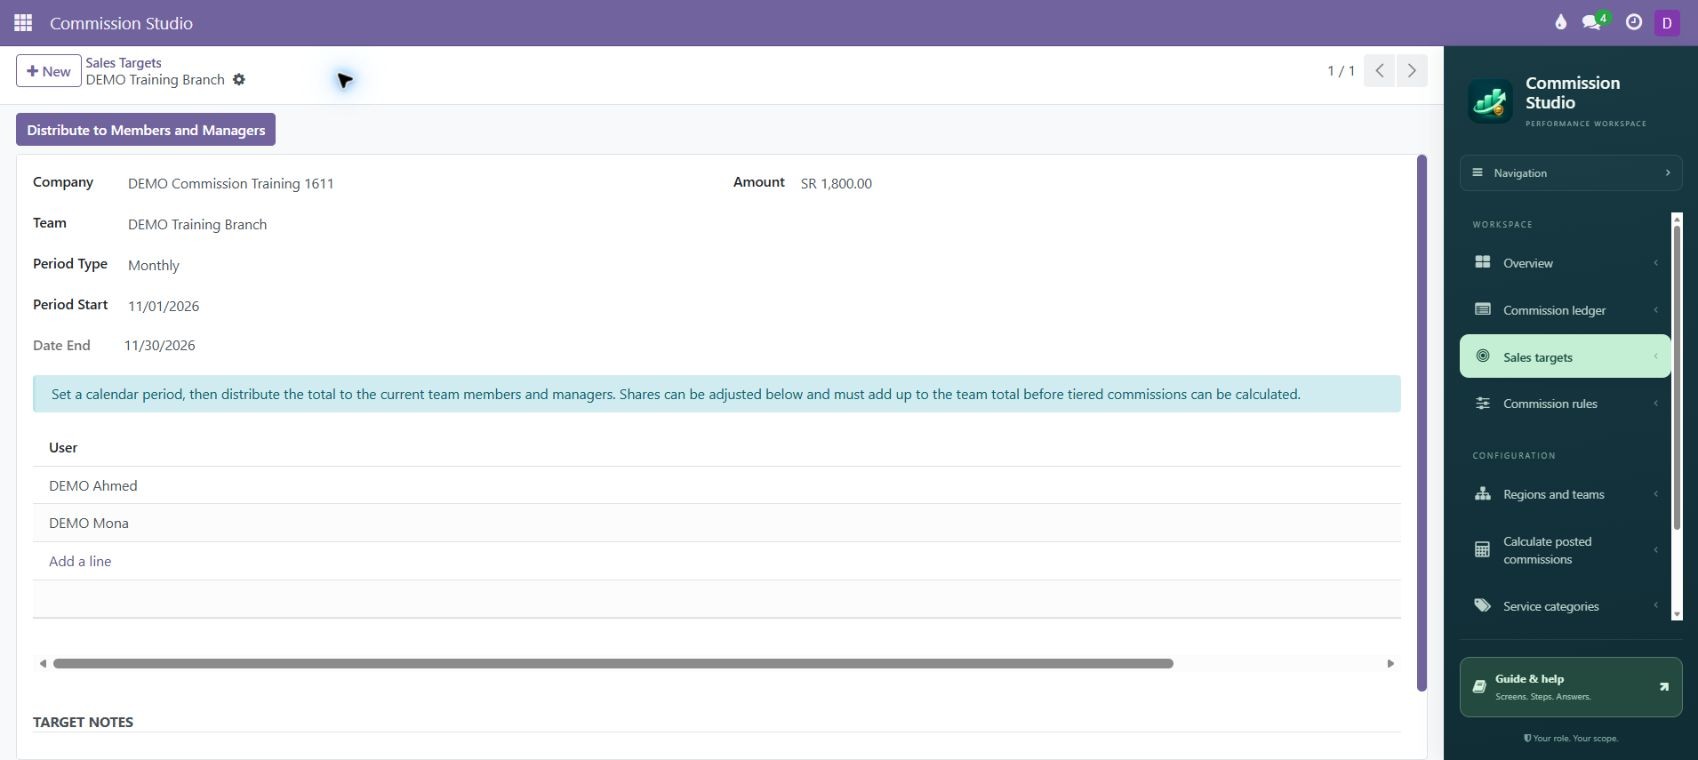 Commission Studio
4
D
New
Sales Targets
DEMO Training Branch
1 / 1
Distribute to Members and Managers
Company
DEMO Commission Training 1611
Amount
SR 1,800.00
Team
DEMO Training Branch
Period Type
Monthly
Period Start
11/01/2026
Date End
11/30/2026
Set a calendar period, then distribute the total to the current team members and managers. Shares can be adjusted below and must add up to the team total before tiered commissions can be calculated.
User
DEMO Ahmed
DEMO Mona
Add a line
TARGET NOTES
Commission
Studio
PERFORMANCE WORKSPACE
Navigation
WORKSPACE
Overview
Commission ledger
Sales targets
Commission rules
CONFIGURATION
Regions and teams
Calculate posted
commissions
Service categories
Guide & help
Screens. Steps. Answers.
Your role. Your scope.